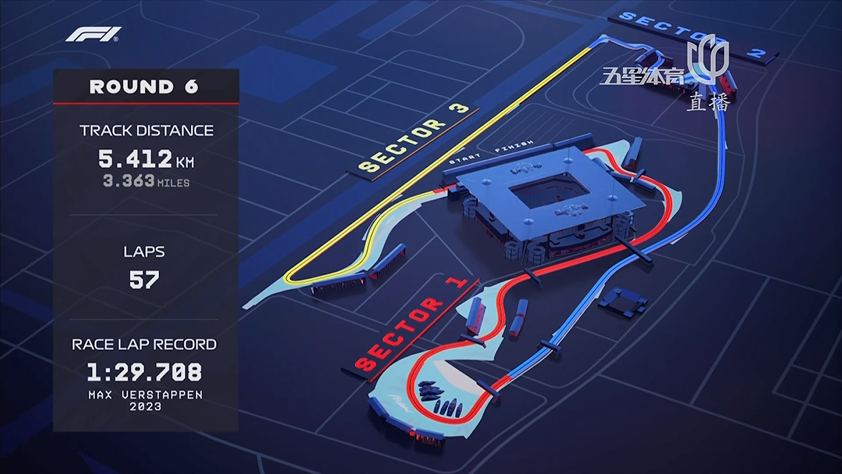 F1
ROUND 6
TRACK DISTANCE
5.412 KM
3.363 MILES
LAPS
57
RACE LAP RECORD
1:29.708
MAX VERSTAPPEN
2023
SECTOR 2
五星体育
直播
SECTOR 3
START FINISH
SECTOR 1